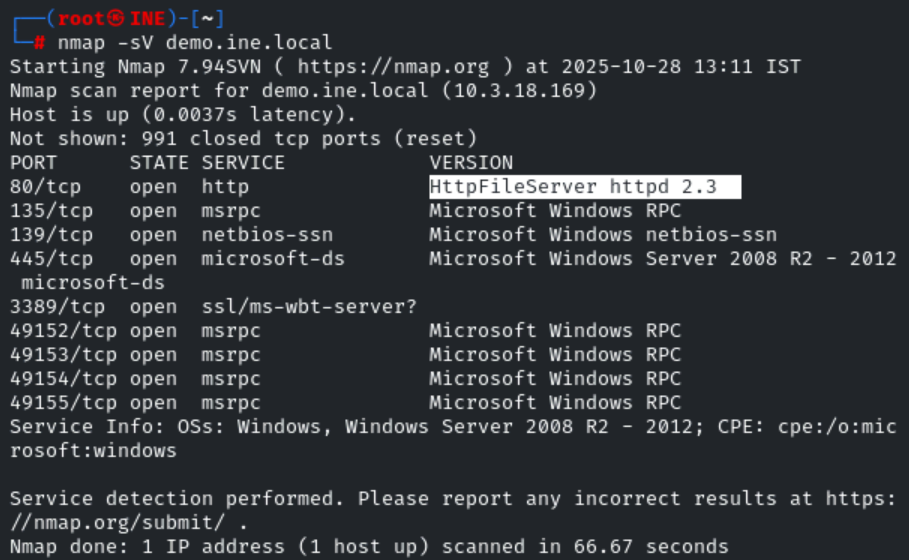 ┌──(root㉿INE)-[~]
└─# nmap -sV demo.ine.local
Starting Nmap 7.94SVN ( https://nmap.org ) at 2025-10-28 13:11 IST
Nmap scan report for demo.ine.local (10.3.18.169)
Host is up (0.0037s latency).
Not shown: 991 closed tcp ports (reset)
PORT      STATE SERVICE            VERSION
80/tcp    open  http               HttpFileServer httpd 2.3
135/tcp   open  msrpc              Microsoft Windows RPC
139/tcp   open  netbios-ssn        Microsoft Windows netbios-ssn
445/tcp   open  microsoft-ds       Microsoft Windows Server 2008 R2 - 2012
 microsoft-ds
3389/tcp  open  ssl/ms-wbt-server?
49152/tcp open  msrpc              Microsoft Windows RPC
49153/tcp open  msrpc              Microsoft Windows RPC
49154/tcp open  msrpc              Microsoft Windows RPC
49155/tcp open  msrpc              Microsoft Windows RPC
Service Info: OSs: Windows, Windows Server 2008 R2 - 2012; CPE: cpe:/o:mic
rosoft:windows

Service detection performed. Please report any incorrect results at https:
//nmap.org/submit/ .
Nmap done: 1 IP address (1 host up) scanned in 66.67 seconds